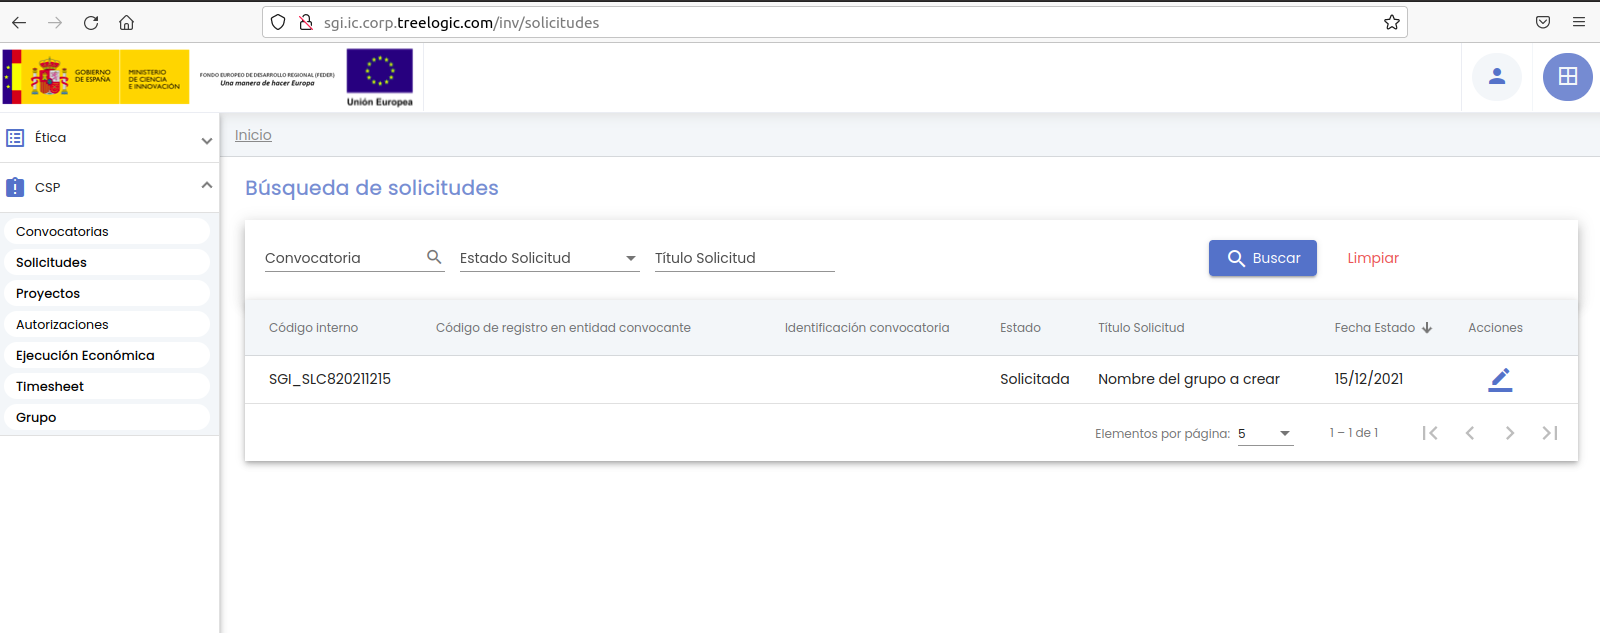 sgi.ic.corp.treelogic.com/inv/solicitudes
GOBIERNO
DE ESPAÑA
MINISTERIO
DE CIENCIA
E INNOVACIÓN
FONDO EUROPEO DE DESARROLLO REGIONAL (FEDER)
Una manera de hacer Europa
Unión Europea
Ética
CSP
Convocatorias
Solicitudes
Proyectos
Autorizaciones
Ejecución Económica
Timesheet
Grupo
Inicio
Búsqueda de solicitudes
Convocatoria
Estado Solicitud
Título Solicitud
Buscar
Limpiar
Código interno Código de registro en entidad convocante Identificación convocatoria Estado Título Solicitud Fecha Estado Acciones
SGI_SLC820211215 Solicitada Nombre del grupo a crear 15/12/2021
Elementos por página: 5 1 – 1 de 1